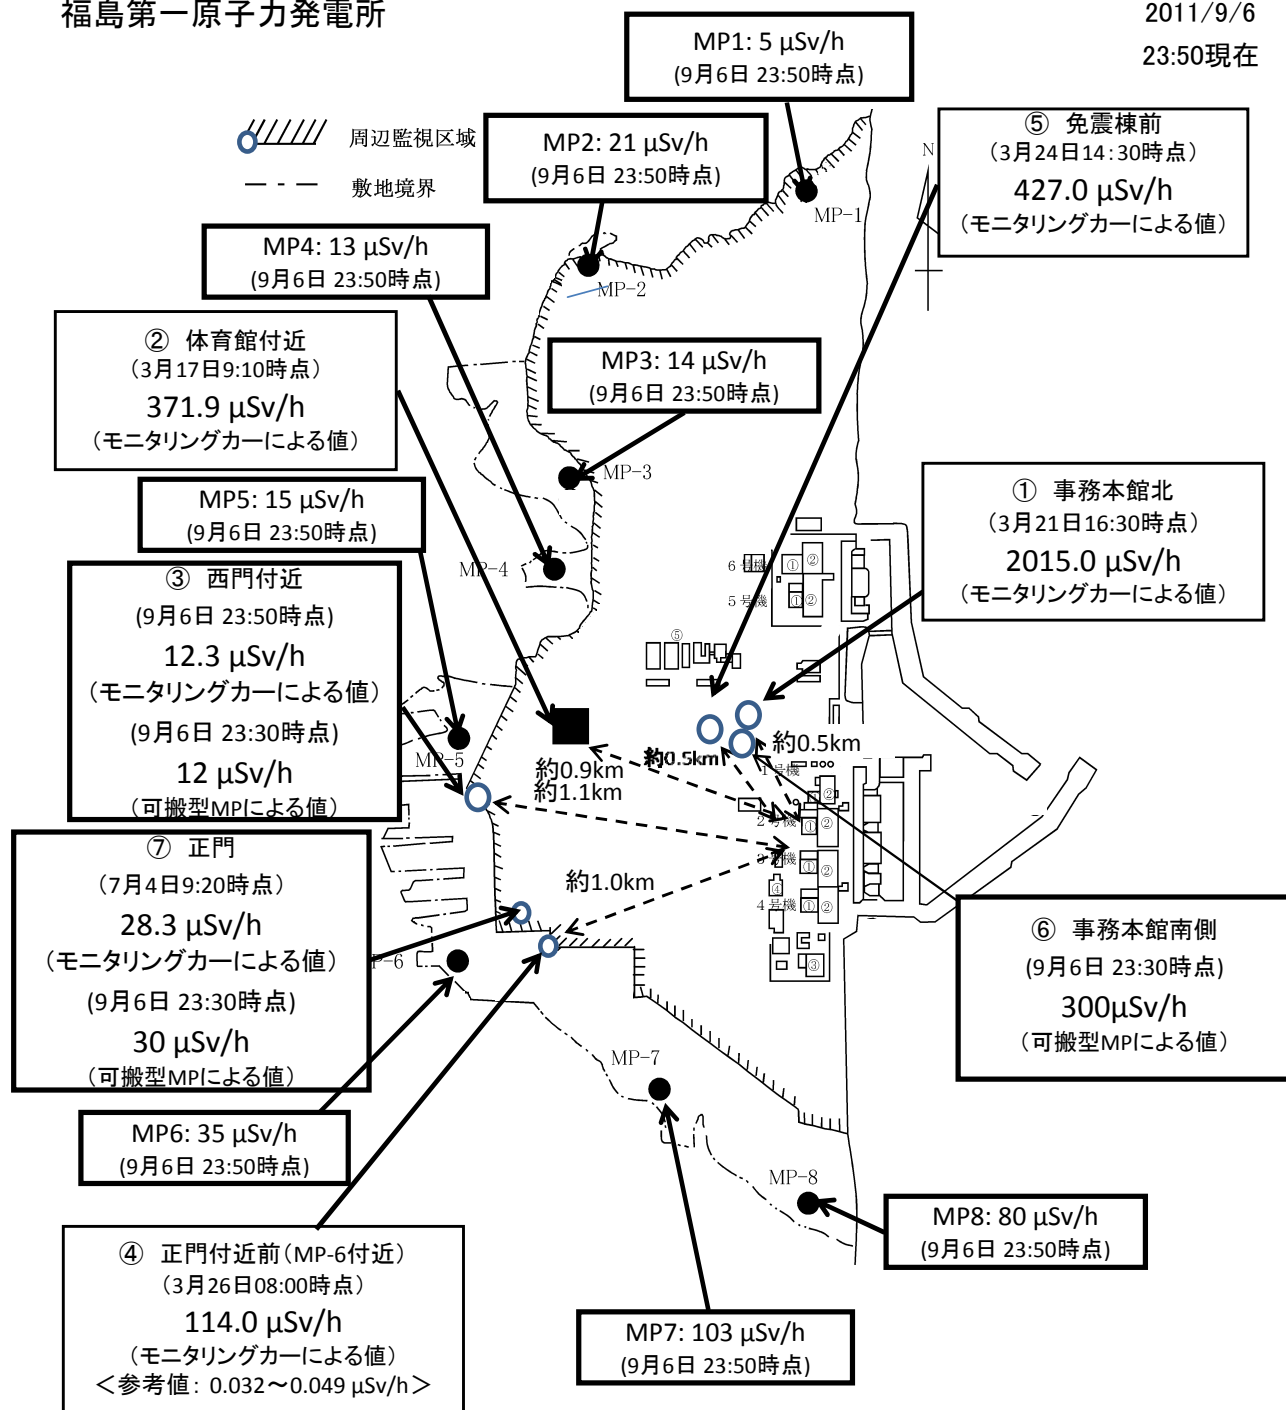 福島第一原子力発電所
2011/9/6
23:50現在
周辺監視区域
敷地境界
N
MP1: 5 μSv/h
(9月6日 23:50時点)
MP2: 21 μSv/h
(9月6日 23:50時点)
⑤ 免震棟前
(3月24日14:30時点)
427.0 μSv/h
(モニタリングカーによる値)
MP-1
MP4: 13 μSv/h
(9月6日 23:50時点)
MP-2
② 体育館付近
(3月17日9:10時点)
371.9 μSv/h
(モニタリングカーによる値)
MP3: 14 μSv/h
(9月6日 23:50時点)
MP-3
MP5: 15 μSv/h
(9月6日 23:50時点)
① 事務本館北
(3月21日16:30時点)
2015.0 μSv/h
(モニタリングカーによる値)
MP-4
6号機
① ②
5号機
① ②
⑤
③ 西門付近
(9月6日 23:50時点)
12.3 μSv/h
(モニタリングカーによる値)
(9月6日 23:30時点)
12 μSv/h
(可搬型MPによる値)
MP-5
約0.9km
約1.1km
約0.5km
約0.5km
1号機
②
2号機
① ②
3号機
① ②
④
4号機
① ②
③
約1.0km
⑦ 正門
(7月4日9:20時点)
28.3 μSv/h
(モニタリングカーによる値)
(9月6日 23:30時点)
30 μSv/h
(可搬型MPによる値)
P-6
⑥ 事務本館南側
(9月6日 23:30時点)
300μSv/h
(可搬型MPによる値)
MP-7
MP6: 35 μSv/h
(9月6日 23:50時点)
MP-8
MP8: 80 μSv/h
(9月6日 23:50時点)
④ 正門付近前(MP-6付近)
(3月26日08:00時点)
114.0 μSv/h
(モニタリングカーによる値)
＜参考値: 0.032～0.049 μSv/h＞
MP7: 103 μSv/h
(9月6日 23:50時点)